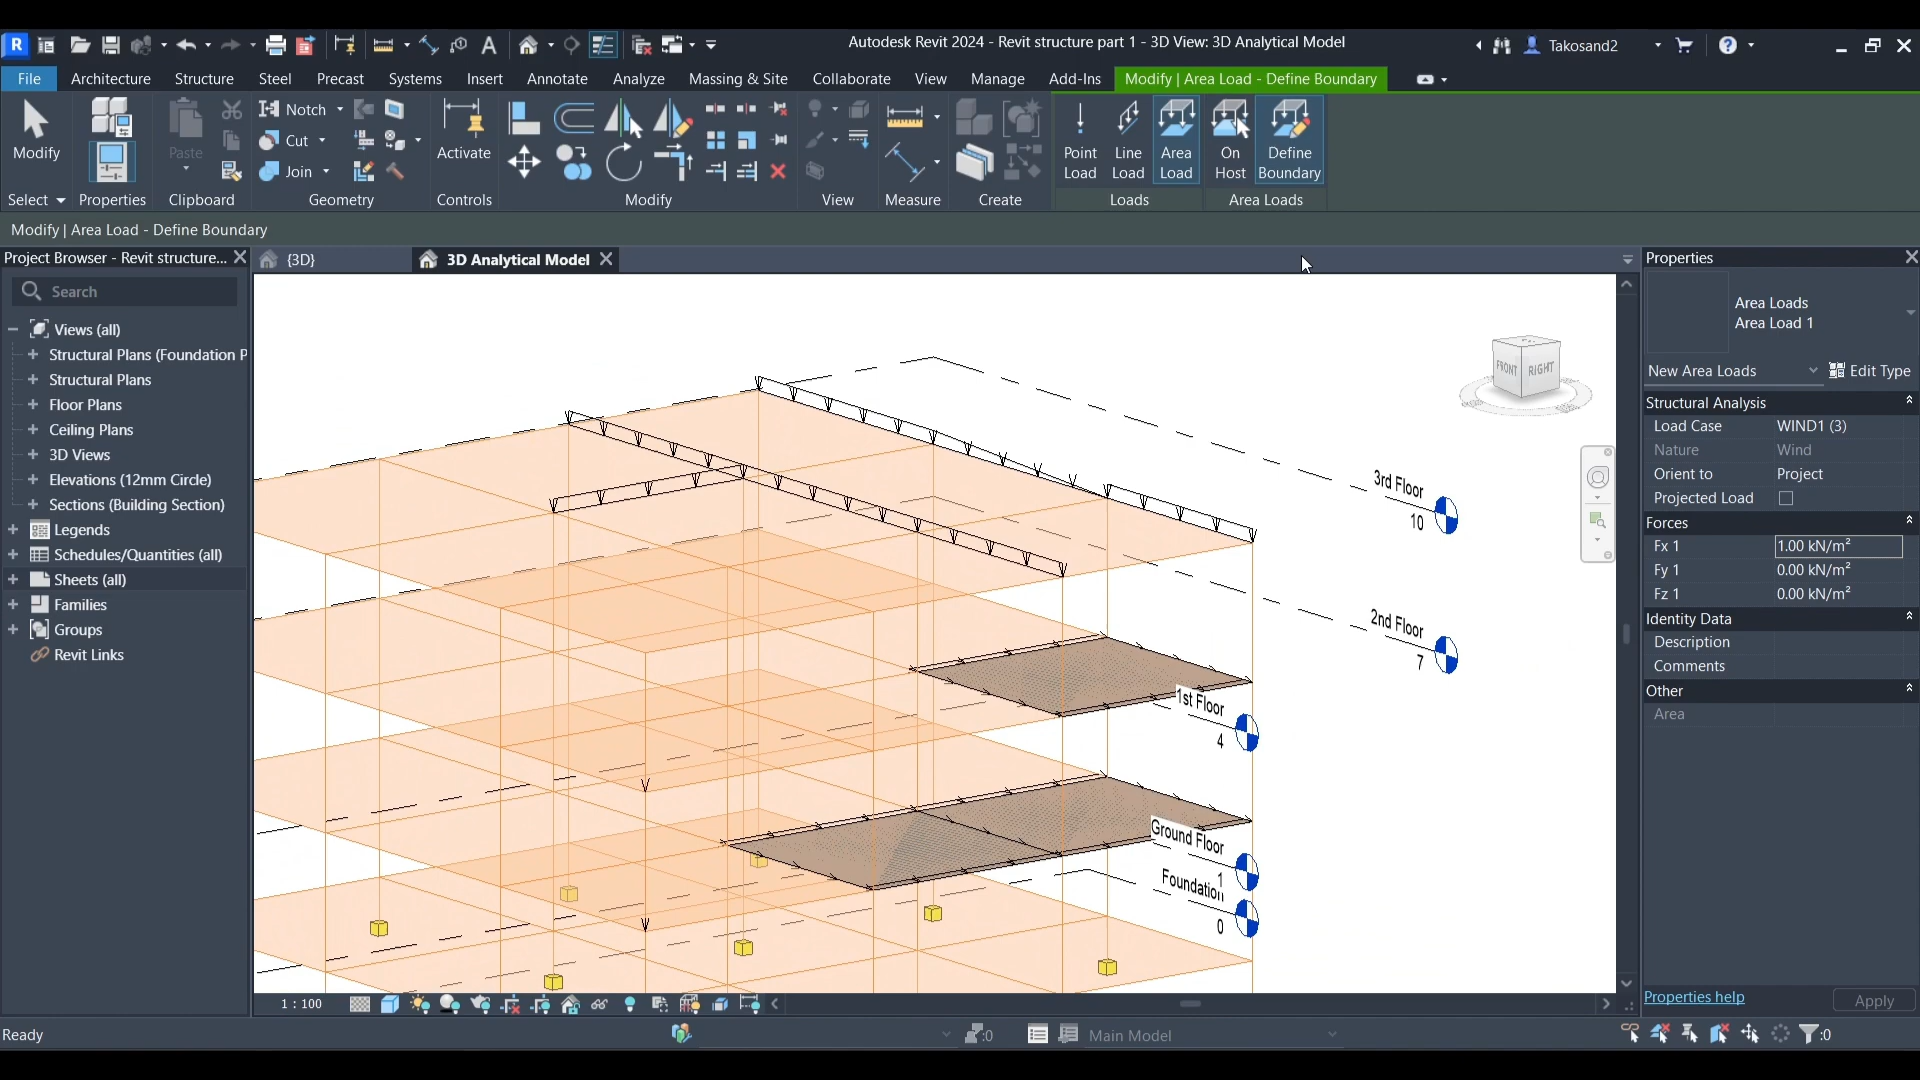 R
Autodesk Revit 2024 - Revit structure part 1 - 3D View: 3D Analytical Model
Takosand2
File Architecture Structure Steel Precast Systems Insert Annotate Analyze Massing & Site Collaborate View Manage Add-Ins Modify | Area Load - Define Boundary
Modify
Paste
Notch
Cut
Join
Activate
Point Load
Line Load
Area Load
On Host
Define Boundary
Select Properties Clipboard Geometry Controls Modify View Measure Create Loads Area Loads
Modify | Area Load - Define Boundary
Project Browser - Revit structure...
Search
Views (all)
Structural Plans (Foundation P
Structural Plans
Floor Plans
Ceiling Plans
3D Views
Elevations (12mm Circle)
Sections (Building Section)
Legends
Schedules/Quantities (all)
Sheets (all)
Families
Groups
Revit Links
{3D}
3D Analytical Model
FRONT RIGHT
3rd Floor
10
2nd Floor
7
1st Floor
4
Ground Floor
1
Foundation
0
Properties
Area Loads
Area Load 1
New Area Loads Edit Type
Structural Analysis
Load Case WIND1 (3)
Nature Wind
Orient to Project
Projected Load
Forces
Fx 1 1.00 kN/m²
Fy 1 0.00 kN/m²
Fz 1 0.00 kN/m²
Identity Data
Description
Comments
Other
Area
Properties help Apply
1 : 100
Ready
:0
Main Model
:0